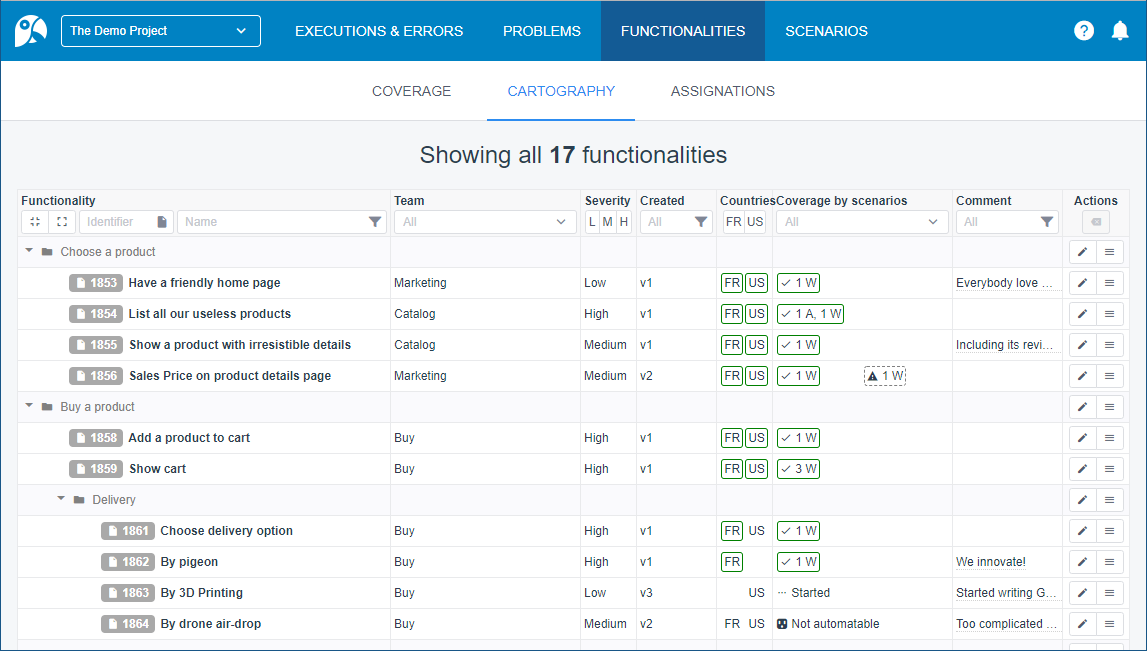 The Demo Project EXECUTIONS & ERRORS PROBLEMS FUNCTIONALITIES SCENARIOS ?
COVERAGE CARTOGRAPHY ASSIGNATIONS
Showing all 17 functionalities
Functionality Team Severity Created Countries Coverage by scenarios Comment Actions
Identifier Name All L M H All FR US All All
Choose a product
1853 Have a friendly home page Marketing Low v1 FR US 1 W Everybody love ...
1854 List all our useless products Catalog High v1 FR US 1 A, 1 W
1855 Show a product with irresistible details Catalog Medium v1 FR US 1 W Including its revi...
1856 Sales Price on product details page Marketing Medium v2 FR US 1 W 1 W
Buy a product
1858 Add a product to cart Buy High v1 FR US 1 W
1859 Show cart Buy High v1 FR US 3 W
Delivery
1861 Choose delivery option Buy High v1 FR US 1 W
1862 By pigeon Buy High v1 FR 1 W We innovate!
1863 By 3D Printing Buy Low v3 US ... Started Started writing G...
1864 By drone air-drop Buy Medium v2 FR US Not automatable Too complicated ...